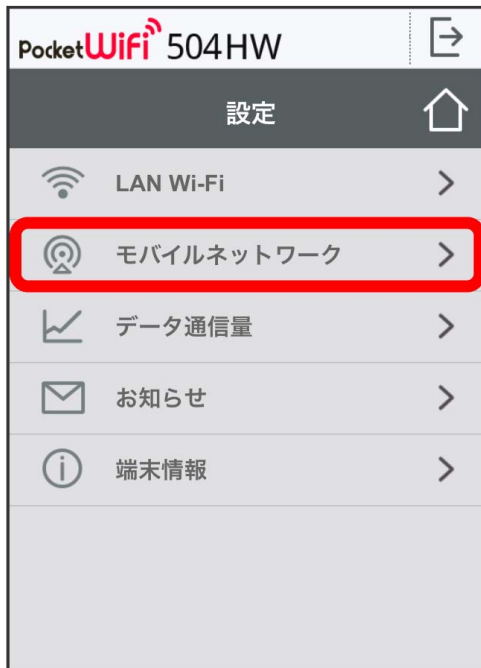 PocketWiFi 504HW
設定
LAN Wi-Fi
モバイルネットワーク
データ通信量
お知らせ
端末情報